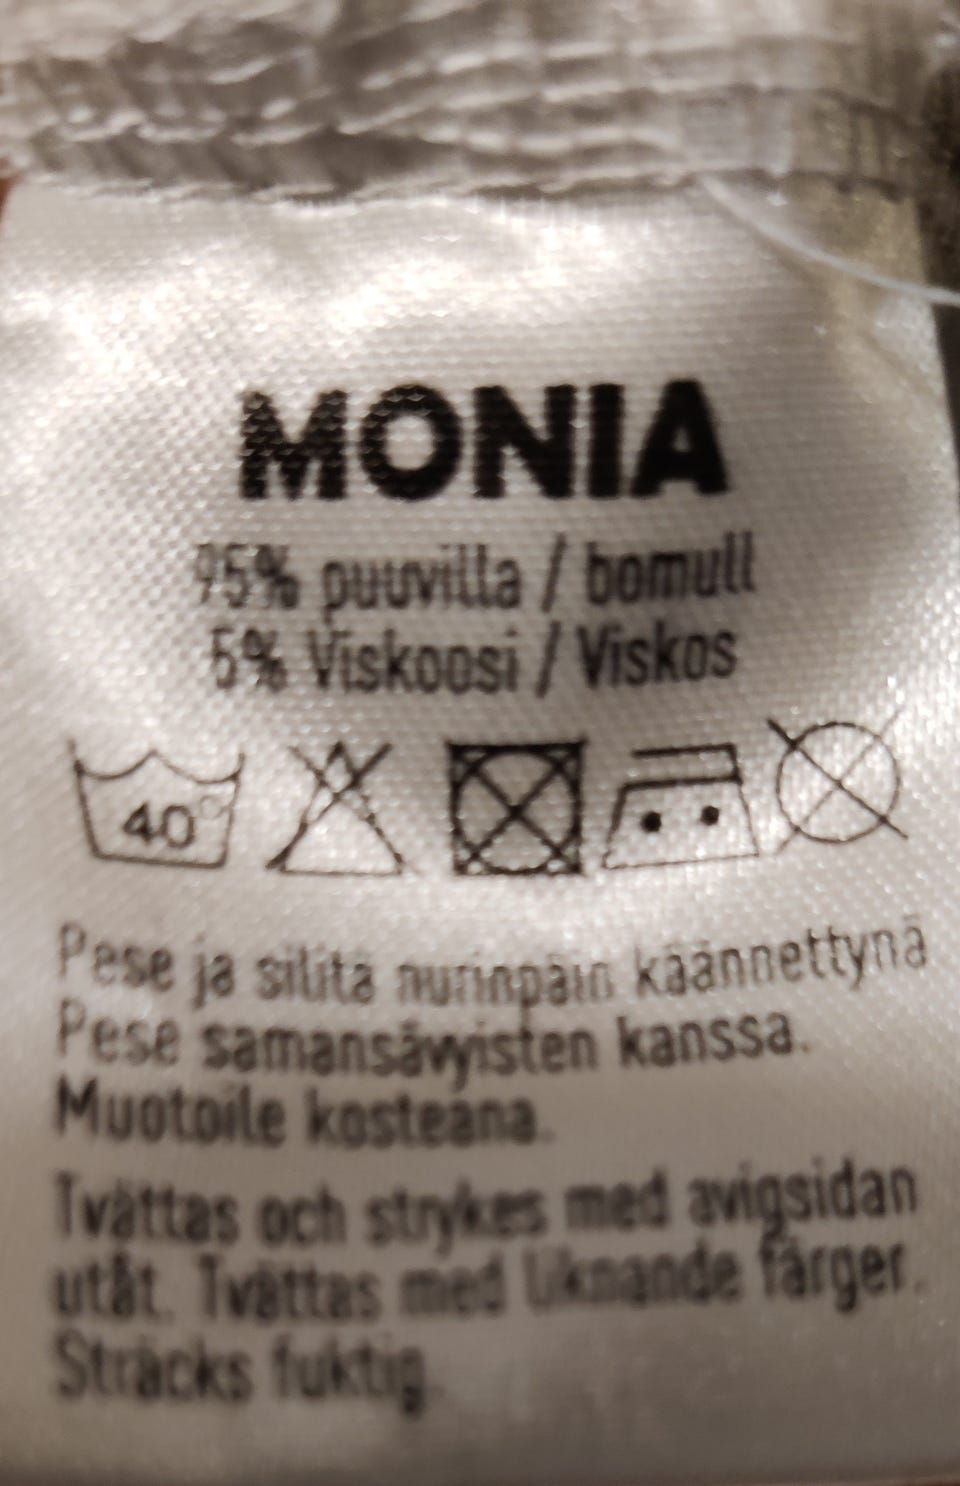 MONIA
95% puuvilla / bomull
5% Viskoosi / Viskos
40°
Pese ja silitä nurinpäin käännettynä
Pese samansävyisten kanssa.
Muotoile kosteana.
Tvättas och strykes med avigsidan
utåt. Tvättas med liknande färger.
Sträcks fuktig.